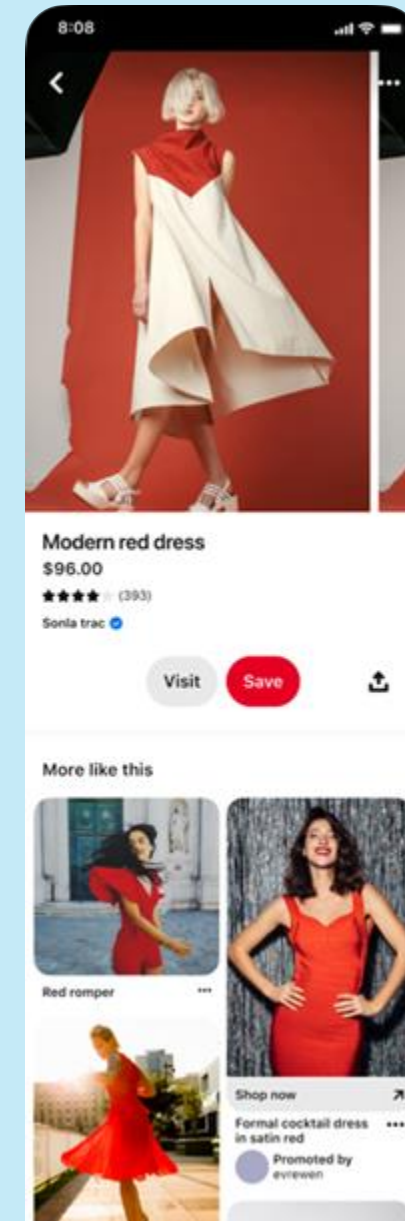 8:08
Modern red dress
$96.00
(393)
Sonla trac
Visit
Save
More like this
Red romper
Shop now
Formal cocktail dress
in satin red
Promoted by
evrewen